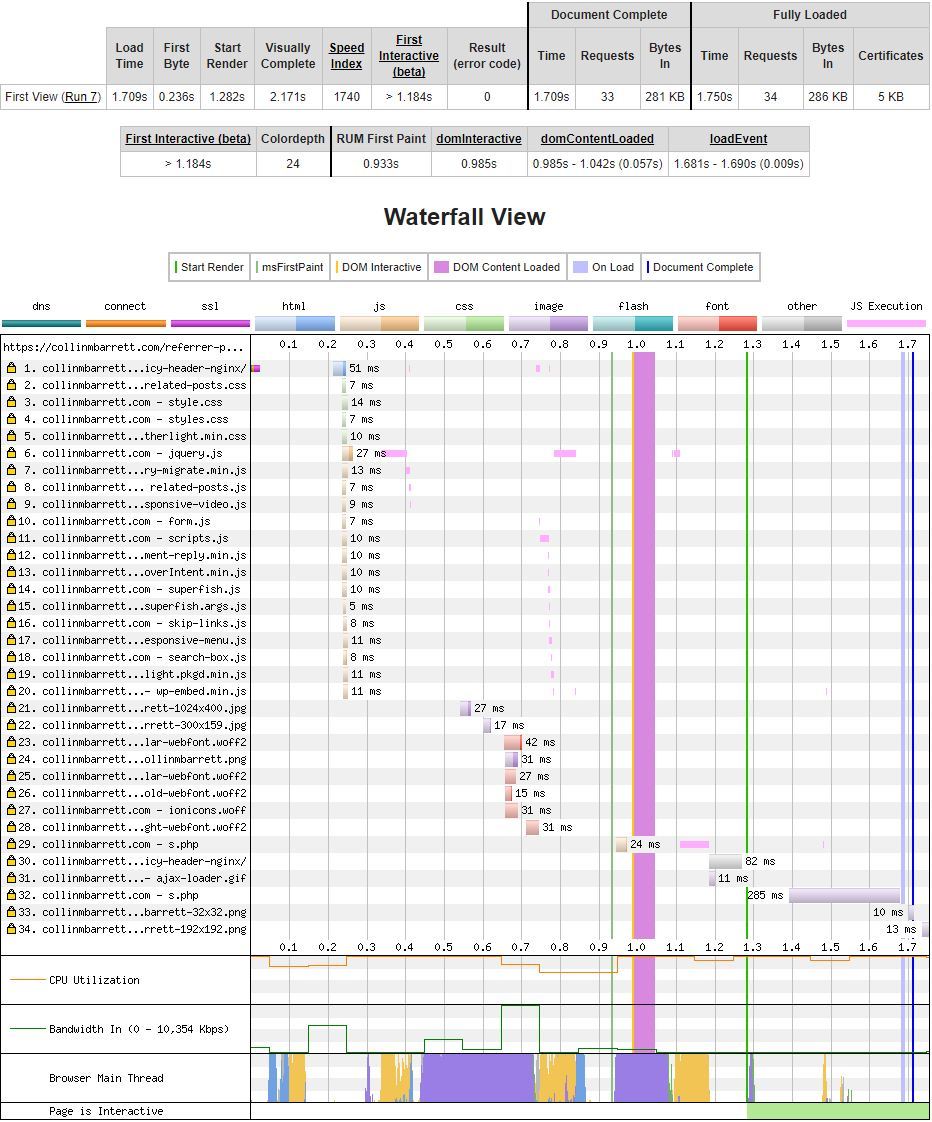 Document Complete Fully Loaded
Load Time First Byte Start Render Visually Complete Speed Index First Interactive (beta) Result (error code) Time Requests Bytes In Time Requests Bytes In Certificates
First View (Run 7) 1.709s 0.236s 1.282s 2.171s 1740 > 1.184s 0 1.709s 33 281 KB 1.750s 34 286 KB 5 KB
First Interactive (beta) Colordepth RUM First Paint domInteractive domContentLoaded loadEvent
> 1.184s 24 0.933s 0.985s 0.985s - 1.042s (0.057s) 1.681s - 1.690s (0.009s)
Waterfall View
Start Render msFirstPaint DOM Interactive DOM Content Loaded On Load Document Complete
dns connect ssl html js css image flash font other JS Execution
https://collinmbarrett.com/referrer-p... 0.1 0.2 0.3 0.4 0.5 0.6 0.7 0.8 0.9 1.0 1.1 1.2 1.3 1.4 1.5 1.6 1.7
1. collinmbarrett...icy-header-nginx/ 51 ms
2. collinmbarrett...related-posts.css 7 ms
3. collinmbarrett.com - style.css 14 ms
4. collinmbarrett.com - styles.css 7 ms
5. collinmbarrett...therlight.min.css 10 ms
6. collinmbarrett.com - jquery.js 27 ms
7. collinmbarrett...ry-migrate.min.js 13 ms
8. collinmbarrett... related-posts.js 7 ms
9. collinmbarrett...sponsive-video.js 9 ms
10. collinmbarrett.com - form.js 7 ms
11. collinmbarrett.com - scripts.js 10 ms
12. collinmbarrett...ment-reply.min.js 10 ms
13. collinmbarrett...overIntent.min.js 10 ms
14. collinmbarrett.com - superfish.js 10 ms
15. collinmbarrett...superfish.args.js 5 ms
16. collinmbarrett.com - skip-links.js 8 ms
17. collinmbarrett...esponsive-menu.js 11 ms
18. collinmbarrett.com - search-box.js 8 ms
19. collinmbarrett...light.pkgd.min.js 11 ms
20. collinmbarrett...- wp-embed.min.js 11 ms
21. collinmbarrett...rett-1024x400.jpg 27 ms
22. collinmbarrett...rrett-300x159.jpg 17 ms
23. collinmbarrett...lar-webfont.woff2 42 ms
24. collinmbarrett...ollinmbarrett.png 31 ms
25. collinmbarrett...lar-webfont.woff2 27 ms
26. collinmbarrett...old-webfont.woff2 15 ms
27. collinmbarrett.com - ionicons.woff 31 ms
28. collinmbarrett...ght-webfont.woff2 31 ms
29. collinmbarrett.com - s.php 24 ms
30. collinmbarrett...icy-header-nginx/ 82 ms
31. collinmbarrett...- ajax-loader.gif 11 ms
32. collinmbarrett.com - s.php 285 ms
33. collinmbarrett...barrett-32x32.png 10 ms
34. collinmbarrett...rrett-192x192.png 13 ms
0.1 0.2 0.3 0.4 0.5 0.6 0.7 0.8 0.9 1.0 1.1 1.2 1.3 1.4 1.5 1.6 1.7
CPU Utilization
Bandwidth In (0 - 10,354 Kbps)
Browser Main Thread
Page is Interactive